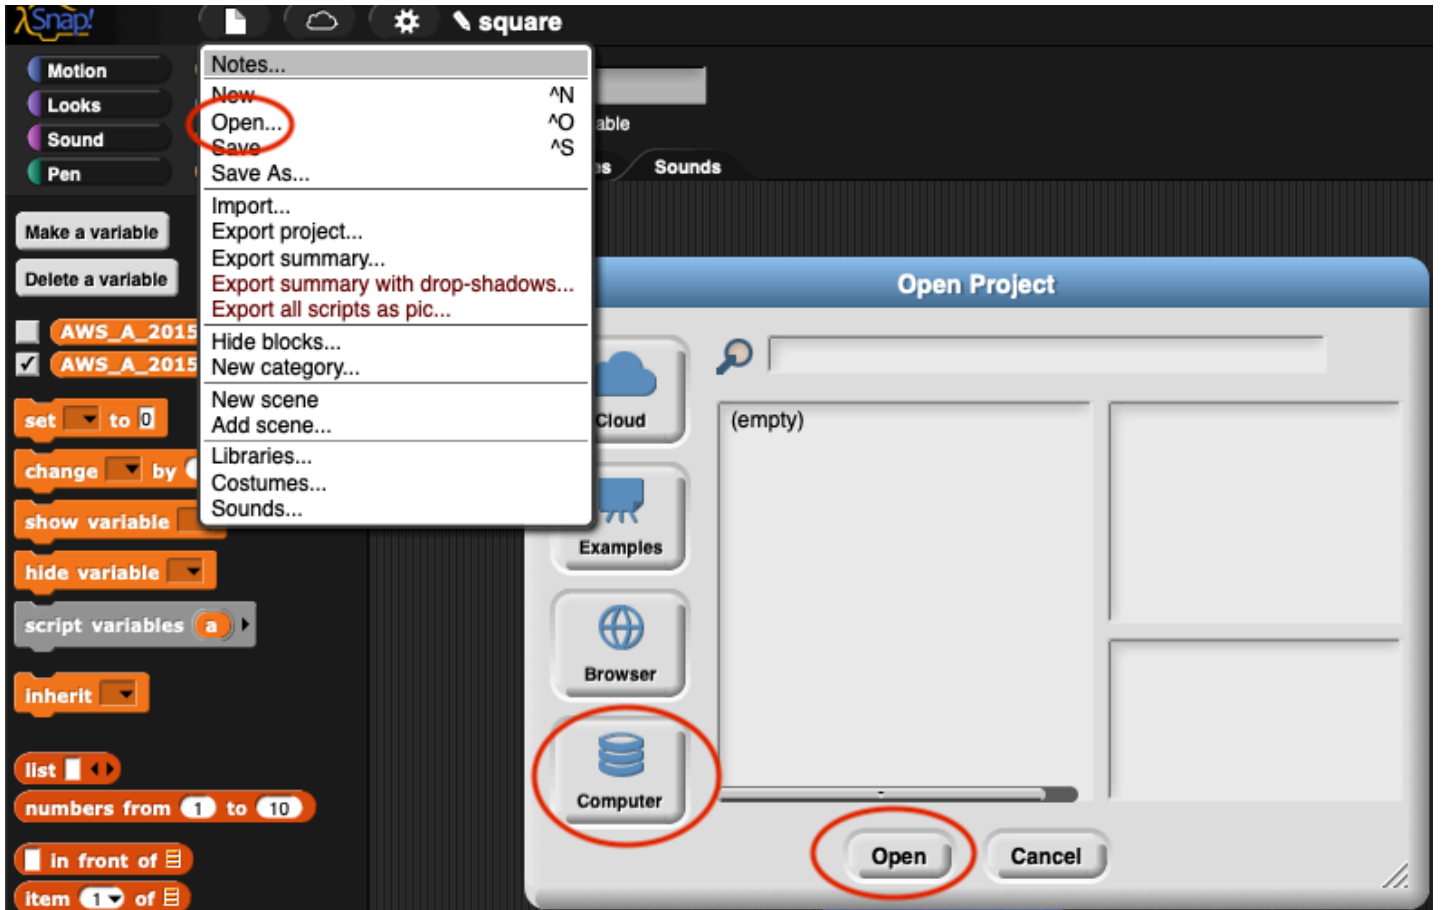 λSnap!
square
Motion
Looks
Sound
Pen
Make a variable
Delete a variable
AWS_A_2015
AWS_A_2015
set to 0
change by
show variable
hide variable
script variables a
inherit
list
numbers from 1 to 10
in front of
item 1 of
Notes...
New ^N
Open... ^O
Save ^S
Save As...
Import...
Export project...
Export summary...
Export summary with drop-shadows...
Export all scripts as pic...
Hide blocks...
New category...
New scene
Add scene...
Libraries...
Costumes...
Sounds...
able
es Sounds
Open Project
Cloud
Examples
Browser
Computer
(empty)
Open Cancel